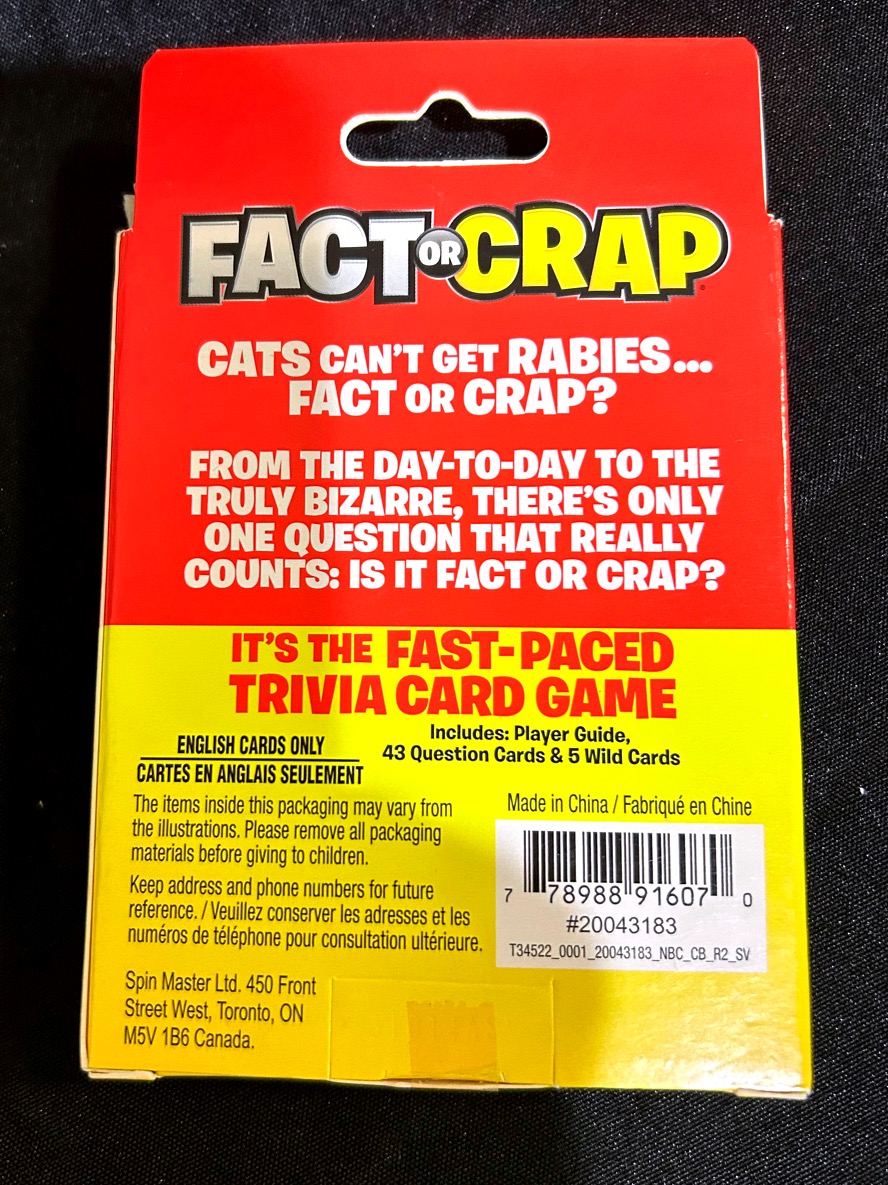 FACT OR CRAP
CATS CAN'T GET RABIES...
FACT OR CRAP?
FROM THE DAY-TO-DAY TO THE
TRULY BIZARRE, THERE'S ONLY
ONE QUESTION THAT REALLY
COUNTS: IS IT FACT OR CRAP?
IT'S THE FAST-PACED
TRIVIA CARD GAME
Includes: Player Guide,
43 Question Cards & 5 Wild Cards
ENGLISH CARDS ONLY
CARTES EN ANGLAIS SEULEMENT
The items inside this packaging may vary from
the illustrations. Please remove all packaging
materials before giving to children.
Keep address and phone numbers for future
reference. / Veuillez conserver les adresses et les
numéros de téléphone pour consultation ultérieure.
Spin Master Ltd. 450 Front
Street West, Toronto, ON
M5V 1B6 Canada.
Made in China / Fabriqué en Chine
7 78988 91607 0
#20043183
T34522_0001_20043183_NBC_CB_R2_SV